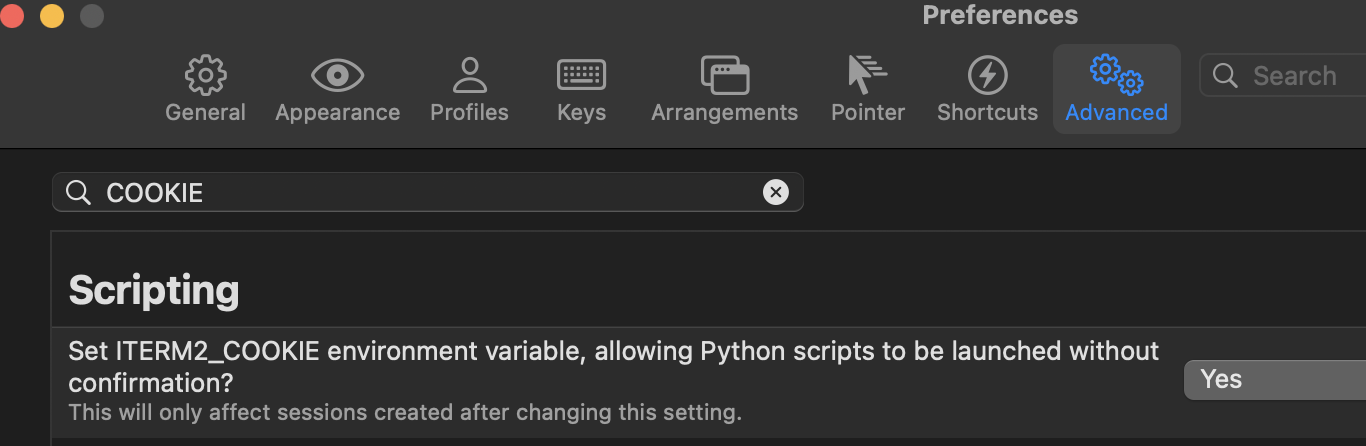 Preferences
General
Appearance
Profiles
Keys
Arrangements
Pointer
Shortcuts
Advanced
Search
COOKIE
Scripting
Set ITERM2_COOKIE environment variable, allowing Python scripts to be launched without
confirmation?
Yes
This will only affect sessions created after changing this setting.